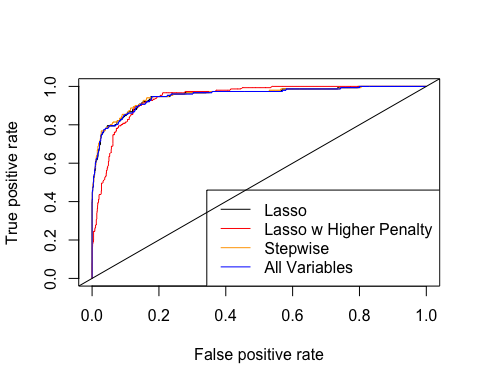 True positive rate
1.0
0.8
0.6
0.4
0.2
0.0
Lasso
Lasso w Higher Penalty
Stepwise
All Variables
0.0 0.2 0.4 0.6 0.8 1.0
False positive rate